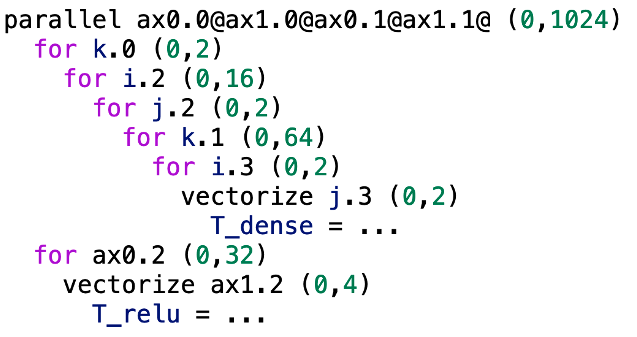 parallel ax0.0@ax1.0@ax0.1@ax1.1@ (0,1024)
  for k.0 (0,2)
    for i.2 (0,16)
      for j.2 (0,2)
        for k.1 (0,64)
          for i.3 (0,2)
            vectorize j.3 (0,2)
              T_dense = ...
  for ax0.2 (0,32)
    vectorize ax1.2 (0,4)
      T_relu = ...